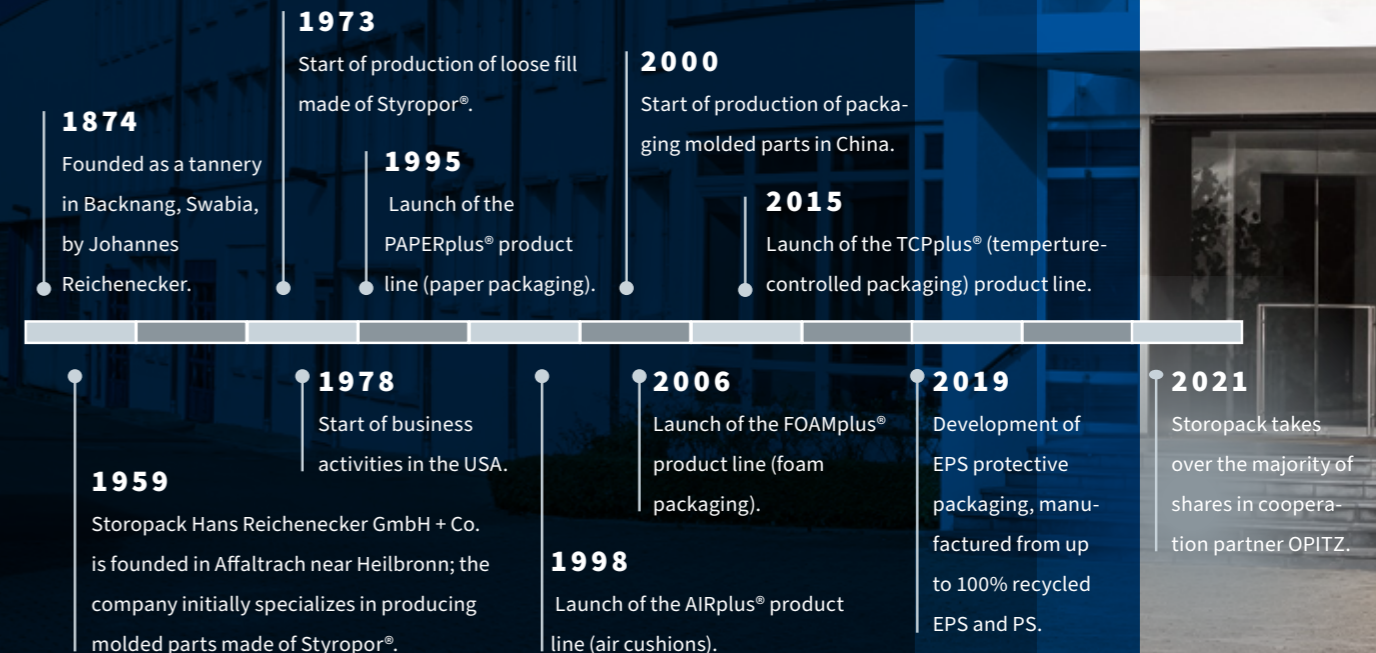 1874
Founded as a tannery
in Backnang, Swabia,
by Johannes
Reichenecker.
1959
Storopack Hans Reichenecker GmbH + Co.
is founded in Affaltrach near Heilbronn; the
company initially specializes in producing
molded parts made of Styropor®.
1973
Start of production of loose fill
made of Styropor®.
1978
Start of business
activities in the USA.
1995
Launch of the
PAPERplus® product
line (paper packaging).
1998
Launch of the AIRplus® product
line (air cushions).
2000
Start of production of packa-
ging molded parts in China.
2006
Launch of the FOAMplus®
product line (foam
packaging).
2015
Launch of the TCPplus® (temperture-
controlled packaging) product line.
2019
Development of
EPS protective
packaging, manu-
factured from up
to 100% recycled
EPS and PS.
2021
Storopack takes
over the majority of
shares in coopera-
tion partner OPITZ.